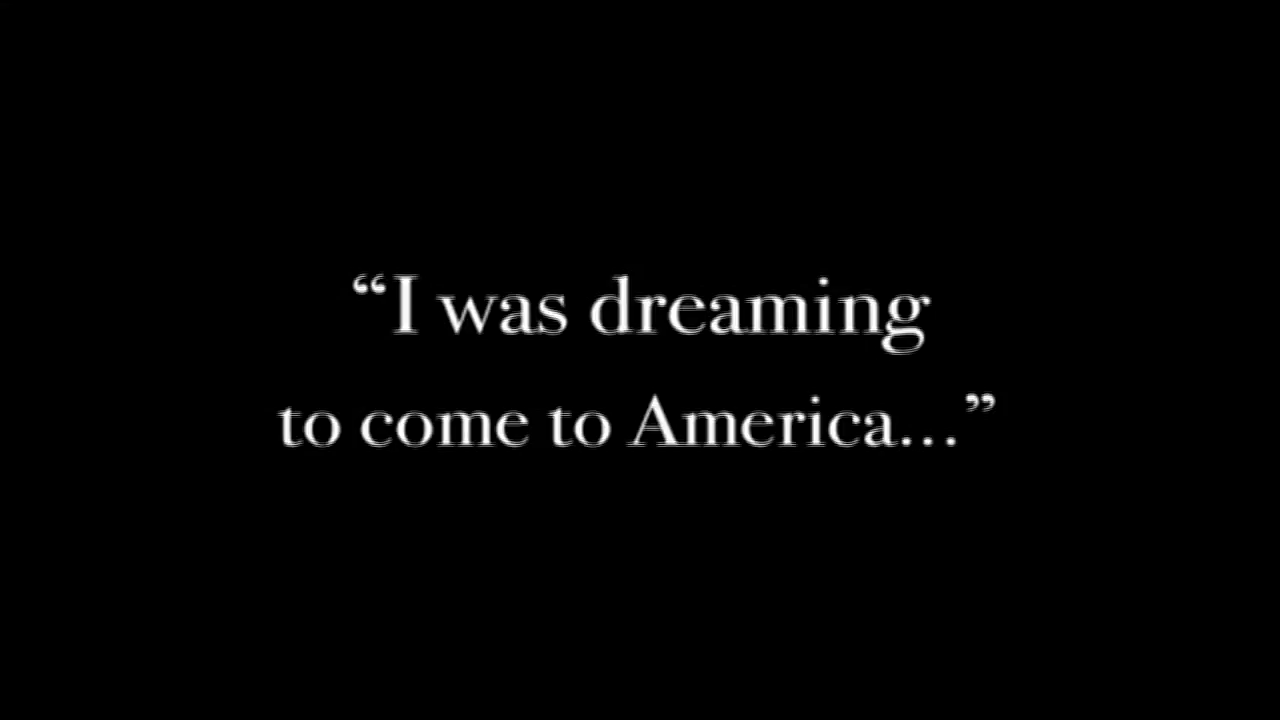 “I was dreaming
to come to America...”